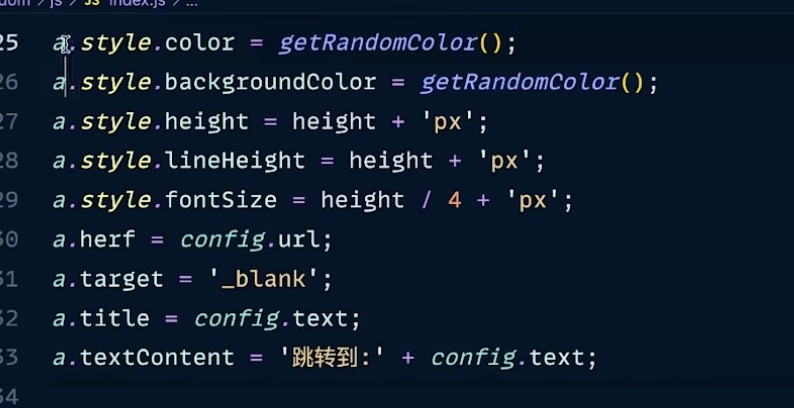 dom > js > JS index.js > ...
25 a.style.color = getRandomColor();
26 a.style.backgroundColor = getRandomColor();
27 a.style.height = height + 'px';
28 a.style.lineHeight = height + 'px';
29 a.style.fontSize = height / 4 + 'px';
30 a.herf = config.url;
31 a.target = '_blank';
32 a.title = config.text;
33 a.textContent = '跳转到:' + config.text;
34